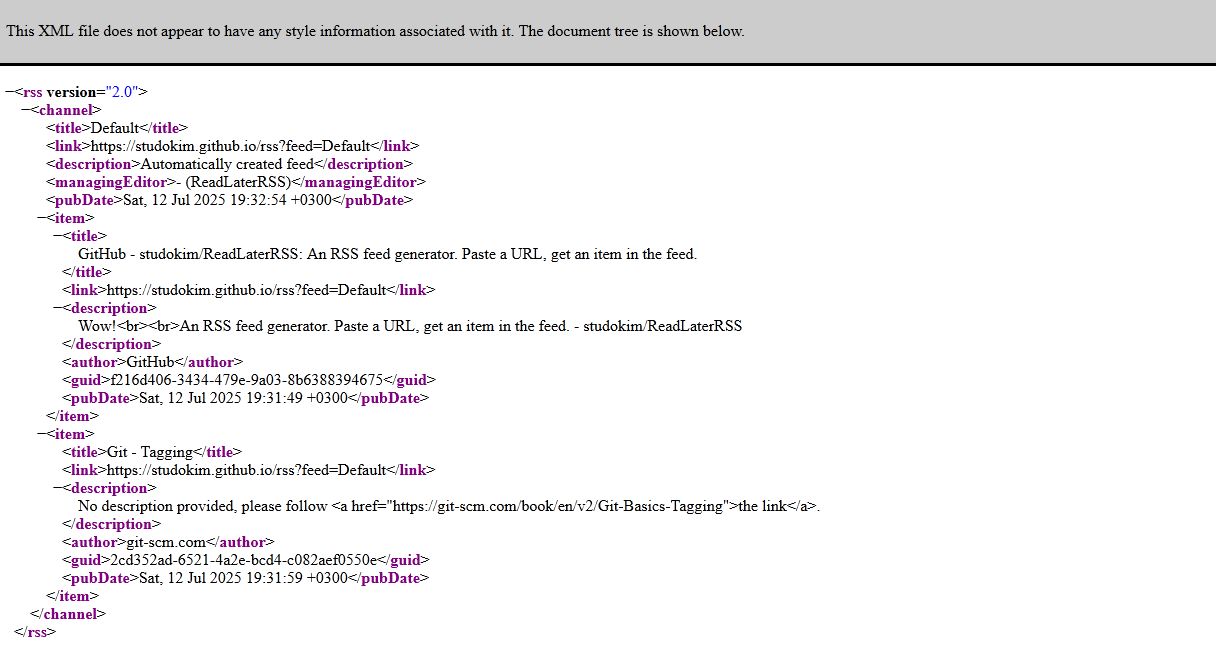 This XML file does not appear to have any style information associated with it. The document tree is shown below.
−<rss version="2.0">
−<channel>
<title>Default</title>
<link>https://studokim.github.io/rss?feed=Default</link>
<description>Automatically created feed</description>
<managingEditor>- (ReadLaterRSS)</managingEditor>
<pubDate>Sat, 12 Jul 2025 19:32:54 +0300</pubDate>
−<item>
−<title>
GitHub - studokim/ReadLaterRSS: An RSS feed generator. Paste a URL, get an item in the feed.
</title>
<link>https://studokim.github.io/rss?feed=Default</link>
−<description>
Wow!<br><br>An RSS feed generator. Paste a URL, get an item in the feed. - studokim/ReadLaterRSS
</description>
<author>GitHub</author>
<guid>f216d406-3434-479e-9a03-8b6388394675</guid>
<pubDate>Sat, 12 Jul 2025 19:31:49 +0300</pubDate>
</item>
−<item>
<title>Git - Tagging</title>
<link>https://studokim.github.io/rss?feed=Default</link>
−<description>
No description provided, please follow <a href="https://git-scm.com/book/en/v2/Git-Basics-Tagging">the link</a>.
</description>
<author>git-scm.com</author>
<guid>2cd352ad-6521-4a2e-bcd4-c082aef0550e</guid>
<pubDate>Sat, 12 Jul 2025 19:31:59 +0300</pubDate>
</item>
</channel>
</rss>